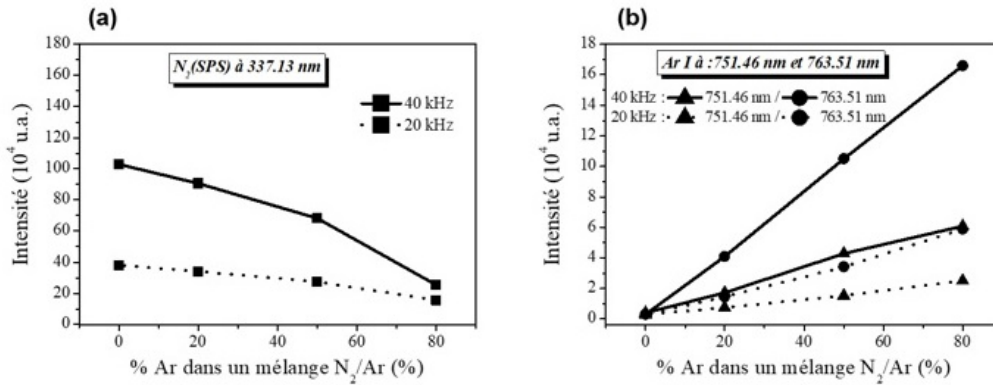 (a)
180
160
140
120
100
80
60
40
20
0
Intensité (10⁴ u.a.)
N₂(SPS) à 337.13 nm
40 kHz
20 kHz
0 20 40 60 80
% Ar dans un mélange N₂/Ar (%)
(b)
18
16
14
12
10
8
6
4
2
0
Intensité (10⁴ u.a.)
Ar I à :751.46 nm et 763.51 nm
40 kHz : 751.46 nm / 763.51 nm
20 kHz : 751.46 nm / 763.51 nm
0 20 40 60 80
% Ar dans un mélange N₂/Ar (%)